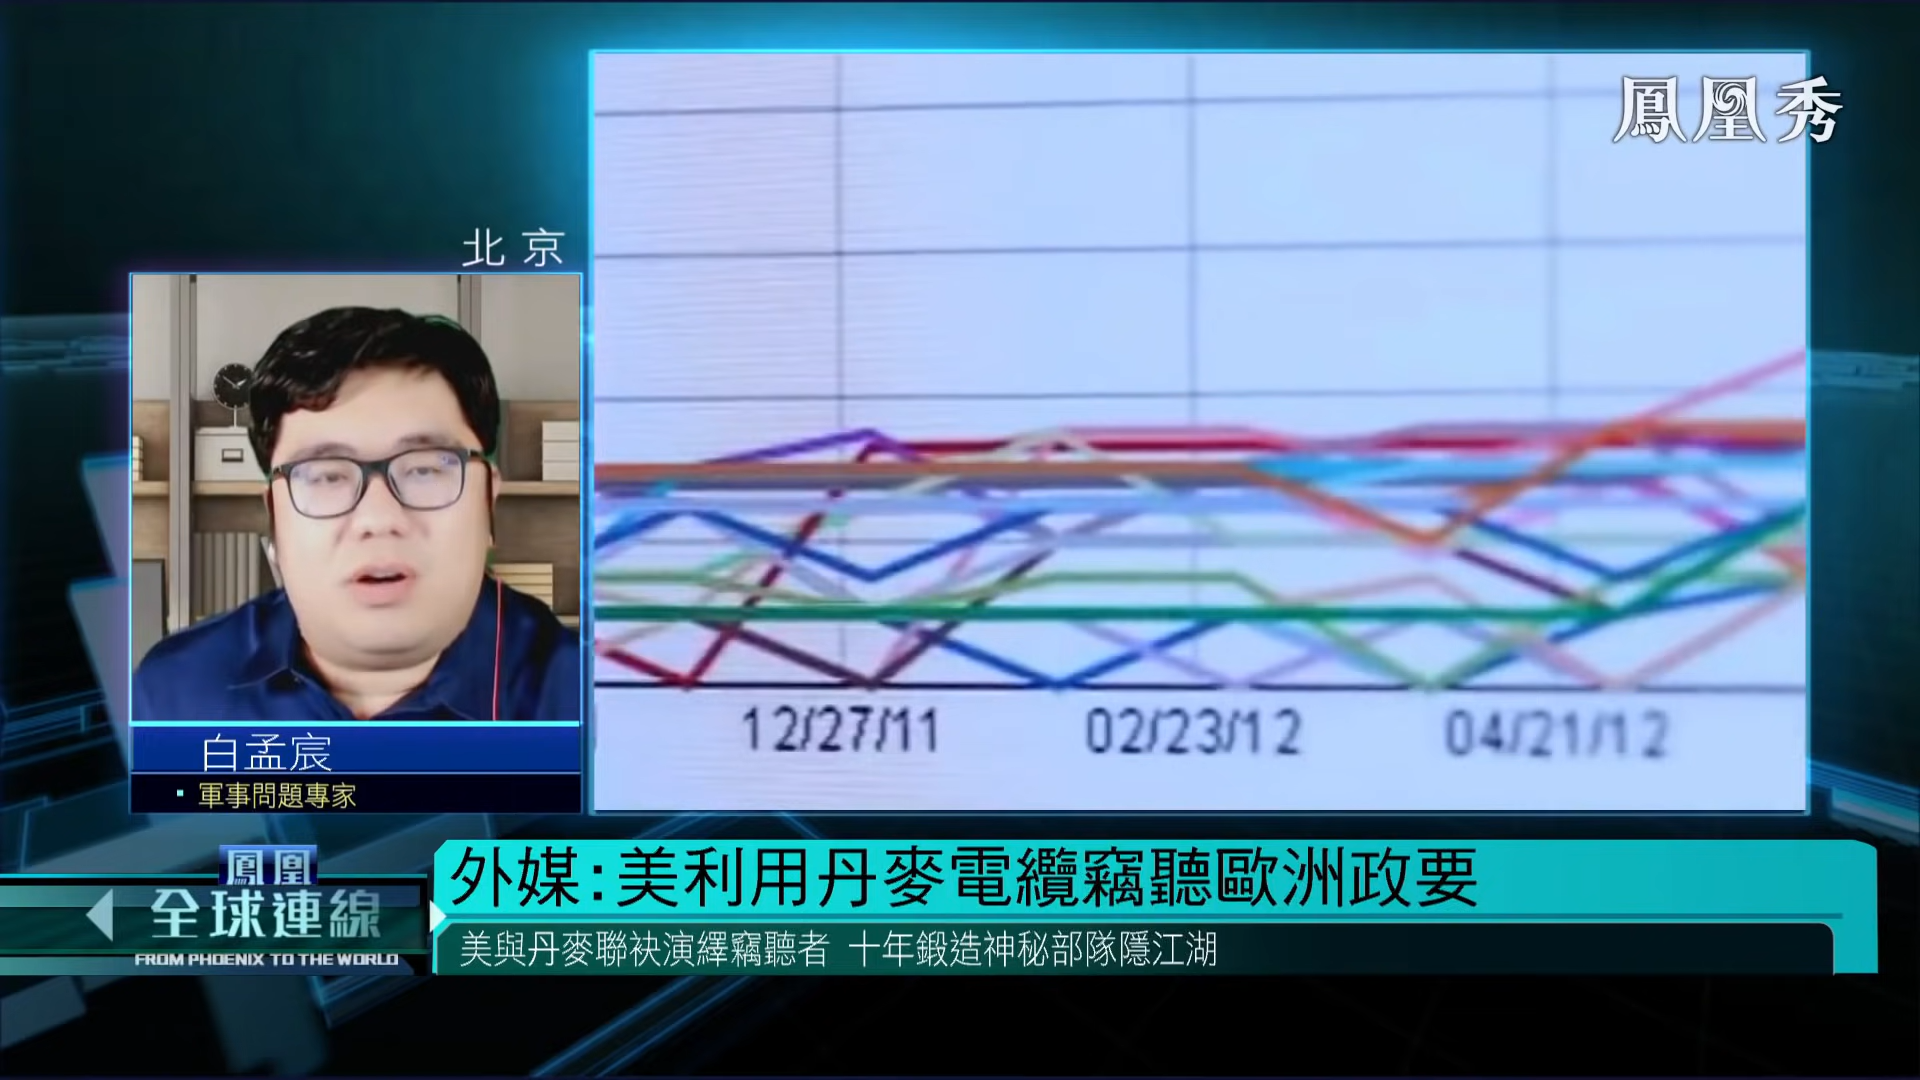 鳳凰秀
北京
12/27/11
02/23/12
04/21/12
白孟宸
軍事問題專家
鳳凰
全球連線
FROM PHOENIX TO THE WORLD
外媒:美利用丹麥電纜竊聽歐洲政要
美與丹麥聯袂演繹竊聽者 十年鍛造神秘部隊隱江湖